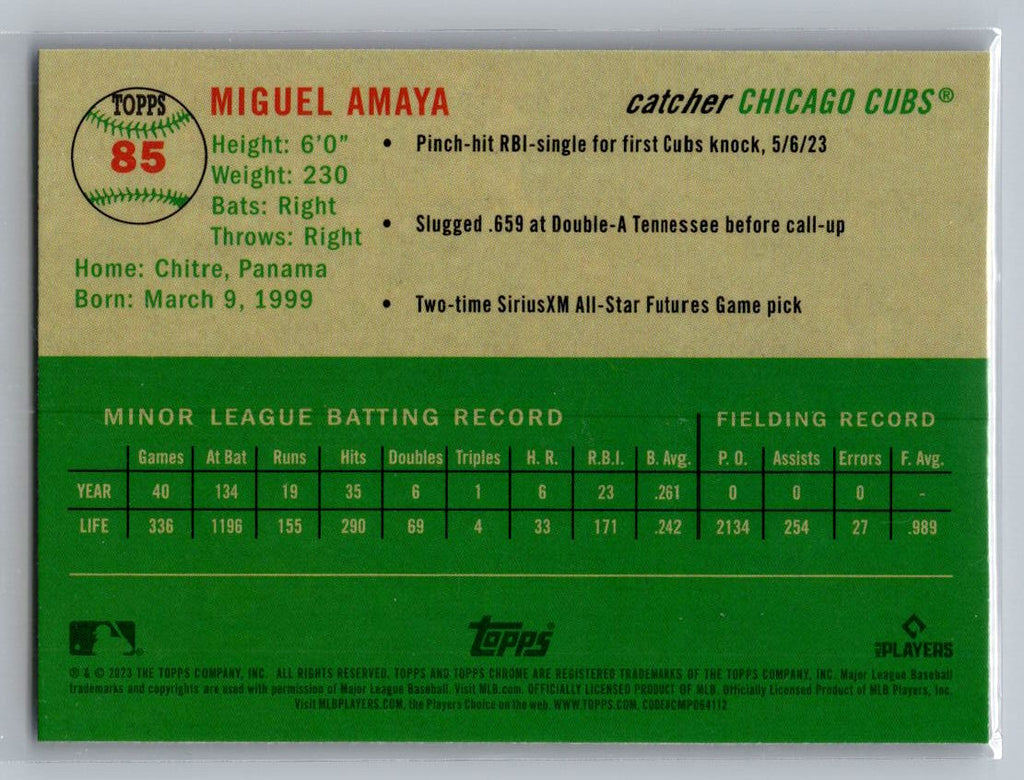 TOPPS
85
MIGUEL AMAYA
catcher CHICAGO CUBS®
Height: 6'0"
Weight: 230
Bats: Right
Throws: Right
Home: Chitre, Panama
Born: March 9, 1999
• Pinch-hit RBI-single for first Cubs knock, 5/6/23
• Slugged .659 at Double-A Tennessee before call-up
• Two-time SiriusXM All-Star Futures Game pick
MINOR LEAGUE BATTING RECORD FIELDING RECORD
Games At Bat Runs Hits Doubles Triples H. R. R.B.I. B. Avg. P. O. Assists Errors F. Avg.
YEAR 40 134 19 35 6 1 6 23 .261 0 0 0 -
LIFE 336 1196 155 290 69 4 33 171 .242 2134 254 27 .989
Topps®
MLB PLAYERS
® & © 2023 THE TOPPS COMPANY, INC. ALL RIGHTS RESERVED. TOPPS AND TOPPS CHROME ARE REGISTERED TRADEMARKS OF THE TOPPS COMPANY, INC. Major League Baseball
trademarks and copyrights are used with permission of Major League Baseball. Visit MLB.com. OFFICIALLY LICENSED PRODUCT OF MLB. Officially Licensed Product of MLB Players, Inc.
Visit MLBPLAYERS.COM, the Players Choice on the web. WWW.TOPPS.COM. CODE#CMP064112